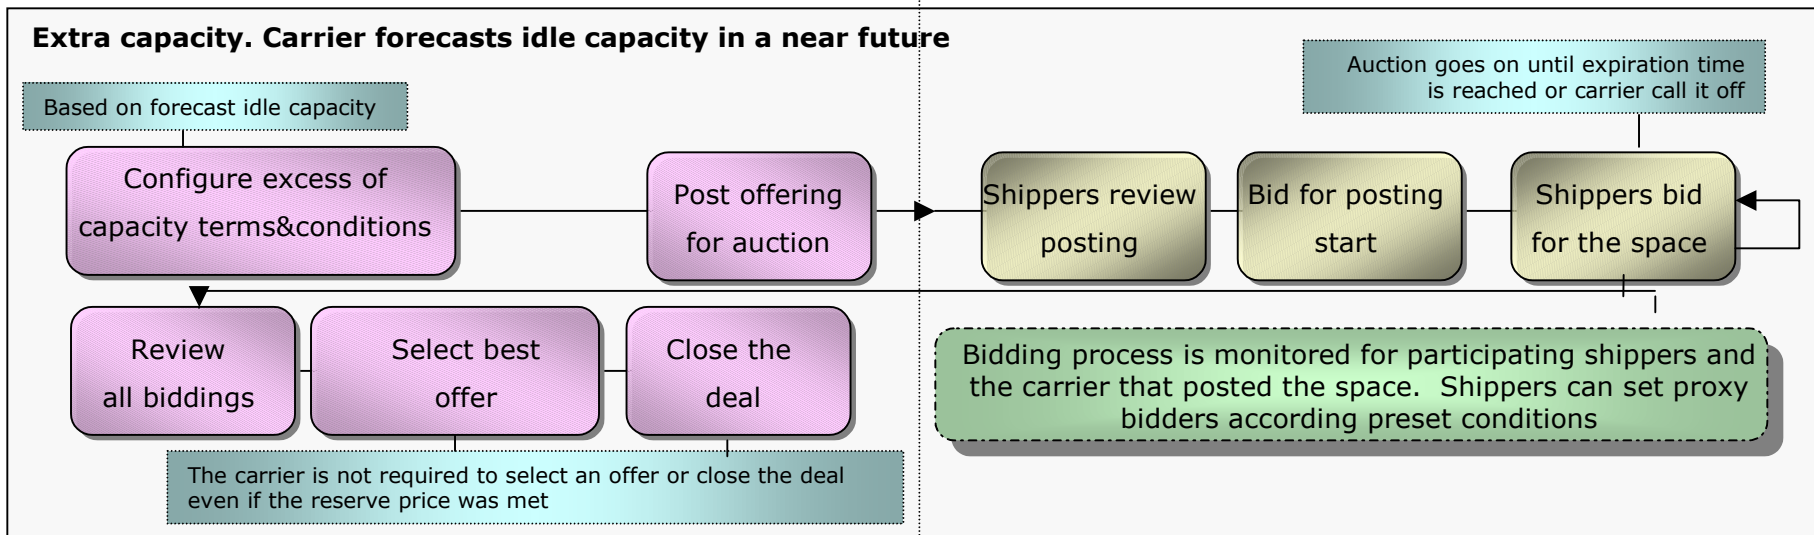 Extra capacity. Carrier forecasts idle capacity in a near future
Based on forecast idle capacity
Auction goes on until expiration time
is reached or carrier call it off
Configure excess of
capacity terms&conditions
Post offering
for auction
Shippers review
posting
Bid for posting
start
Shippers bid
for the space
Review
all biddings
Select best
offer
Close the
deal
Bidding process is monitored for participating shippers and
the carrier that posted the space.  Shippers can set proxy
bidders according preset conditions
The carrier is not required to select an offer or close the deal
even if the reserve price was met